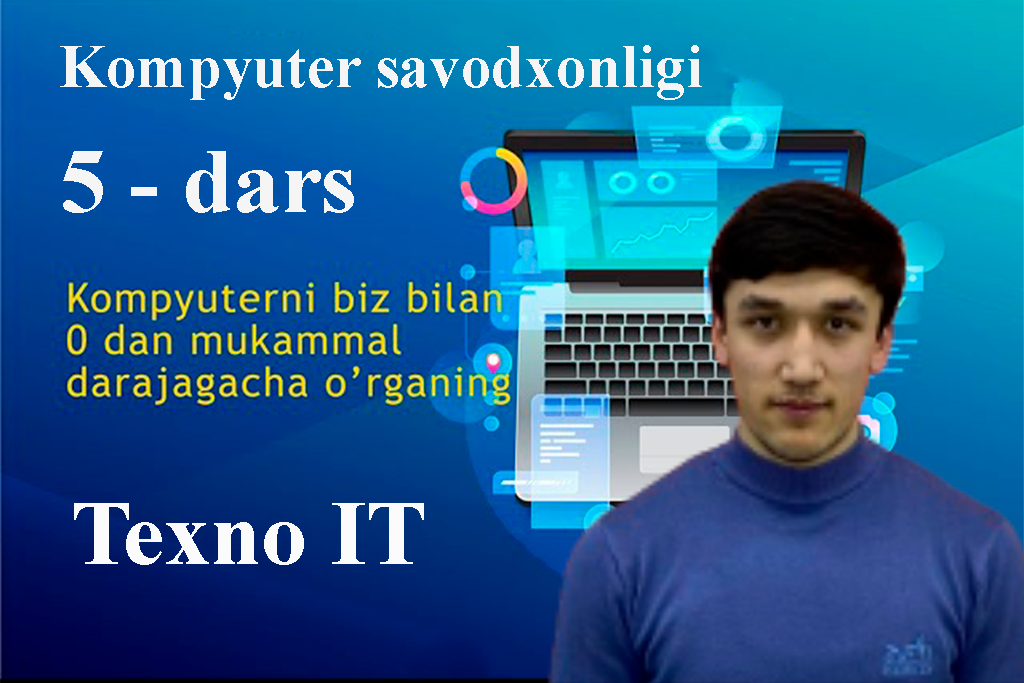 Kompyuter savodxonligi
5 - dars
Kompyuterni biz bilan
0 dan mukammal
darajagacha o’rganing
Texno IT